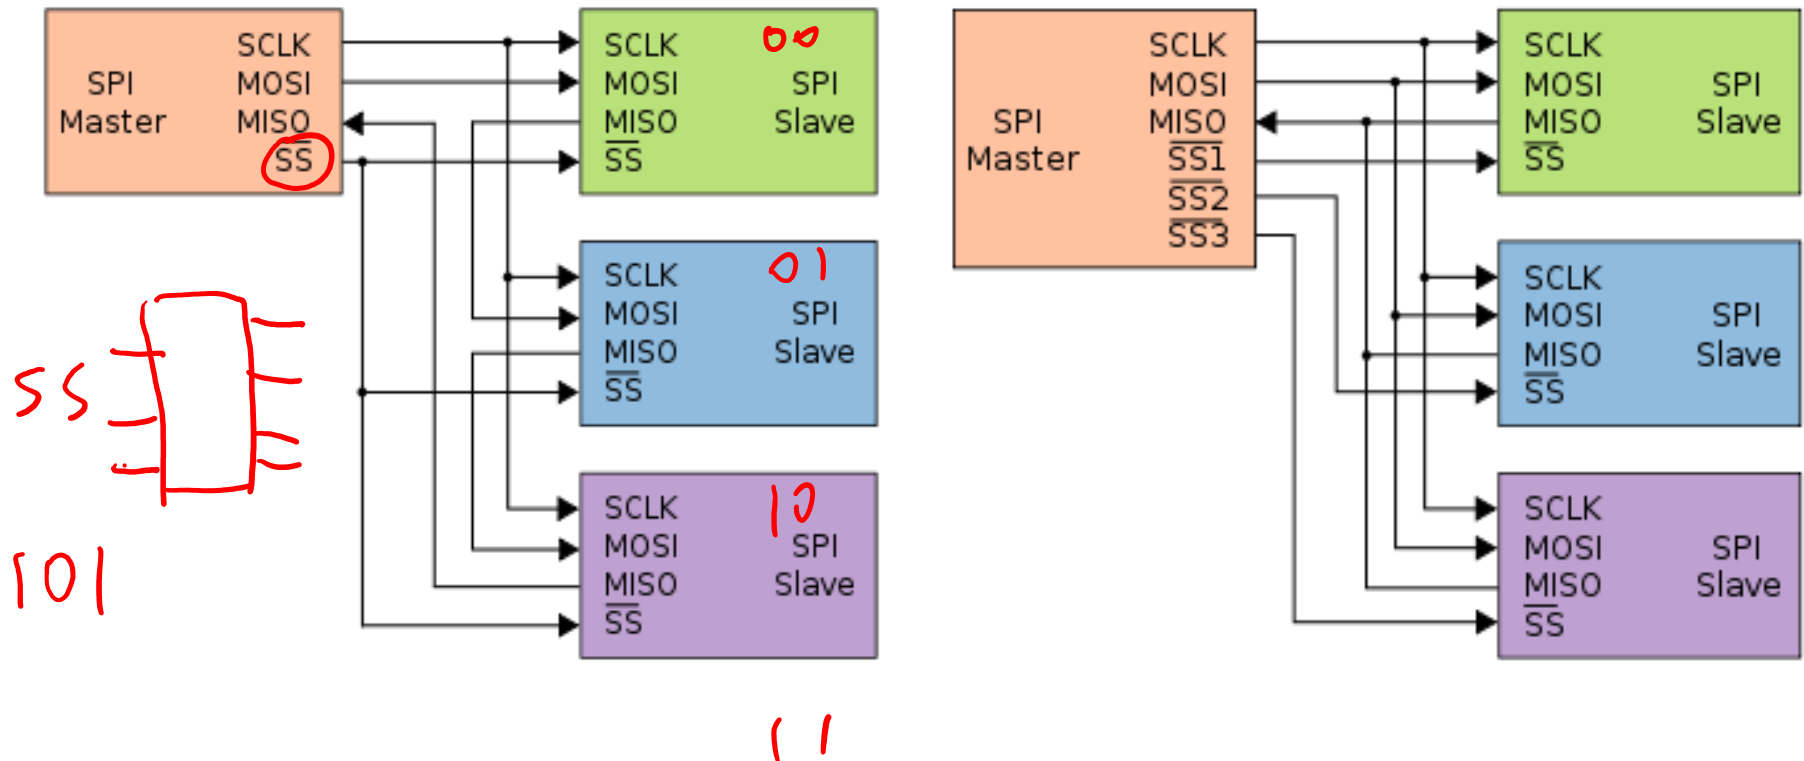 SCLK
MOSI
SPI
Master
MISO
SS
SCLK
00
MOSI
SPI
MISO
Slave
SS
SCLK
01
MOSI
SPI
MISO
Slave
SS
SCLK
10
MOSI
SPI
MISO
Slave
SS
11
SS
101
SCLK
MOSI
SPI
MISO
Master
SS1
SS2
SS3
SCLK
MOSI
SPI
MISO
Slave
SS
SCLK
MOSI
SPI
MISO
Slave
SS
SCLK
MOSI
SPI
MISO
Slave
SS